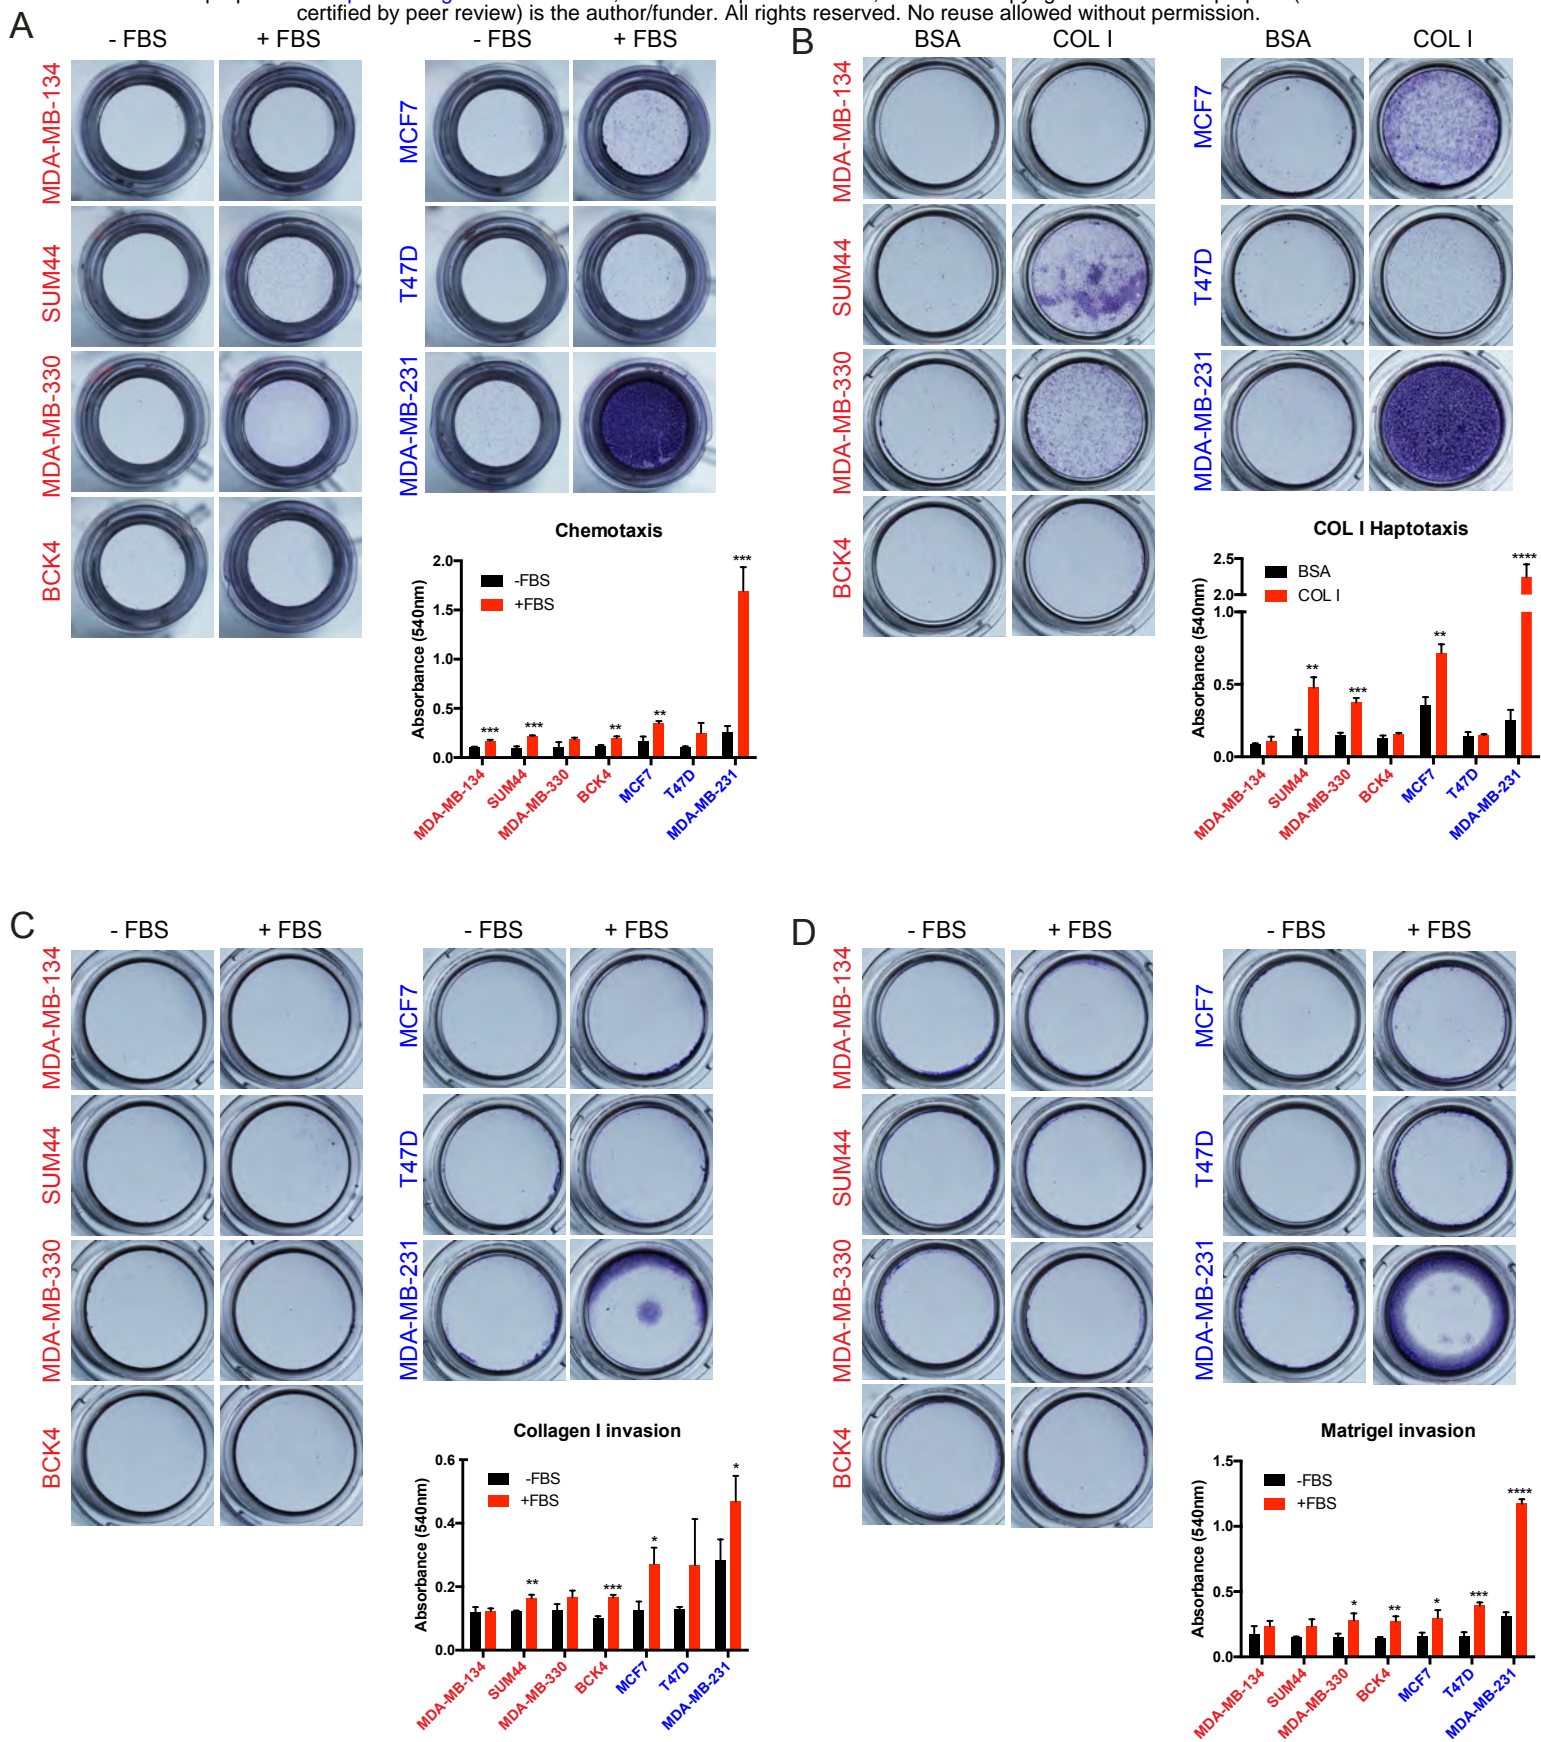 certified by peer review) is the author/funder. All rights reserved. No reuse allowed without permission.
A
- FBS
+ FBS
- FBS
+ FBS
MDA-MB-134
SUM44
MDA-MB-330
BCK4
MCF7
T47D
MDA-MB-231
Chemotaxis
Absorbance (540nm)
2.0
1.5
1.0
0.5
0.0
-FBS
+FBS
***
***
**
**
***
MDA-MB-134
SUM44
MDA-MB-330
BCK4
MCF7
T47D
MDA-MB-231
B
BSA
COL I
BSA
COL I
MDA-MB-134
SUM44
MDA-MB-330
BCK4
MCF7
T47D
MDA-MB-231
COL I Haptotaxis
Absorbance (540nm)
2.5
2.0
1.0
0.5
0.0
BSA
COL I
**
***
**
****
MDA-MB-134
SUM44
MDA-MB-330
BCK4
MCF7
T47D
MDA-MB-231
C
- FBS
+ FBS
- FBS
+ FBS
MDA-MB-134
SUM44
MDA-MB-330
BCK4
MCF7
T47D
MDA-MB-231
Collagen I invasion
Absorbance (540nm)
0.6
0.4
0.2
0.0
-FBS
+FBS
**
***
*
*
MDA-MB-134
SUM44
MDA-MB-330
BCK4
MCF7
T47D
MDA-MB-231
D
- FBS
+ FBS
- FBS
+ FBS
MDA-MB-134
SUM44
MDA-MB-330
BCK4
MCF7
T47D
MDA-MB-231
Matrigel invasion
Absorbance (540nm)
1.5
1.0
0.5
0.0
-FBS
+FBS
*
**
*
***
****
MDA-MB-134
SUM44
MDA-MB-330
BCK4
MCF7
T47D
MDA-MB-231